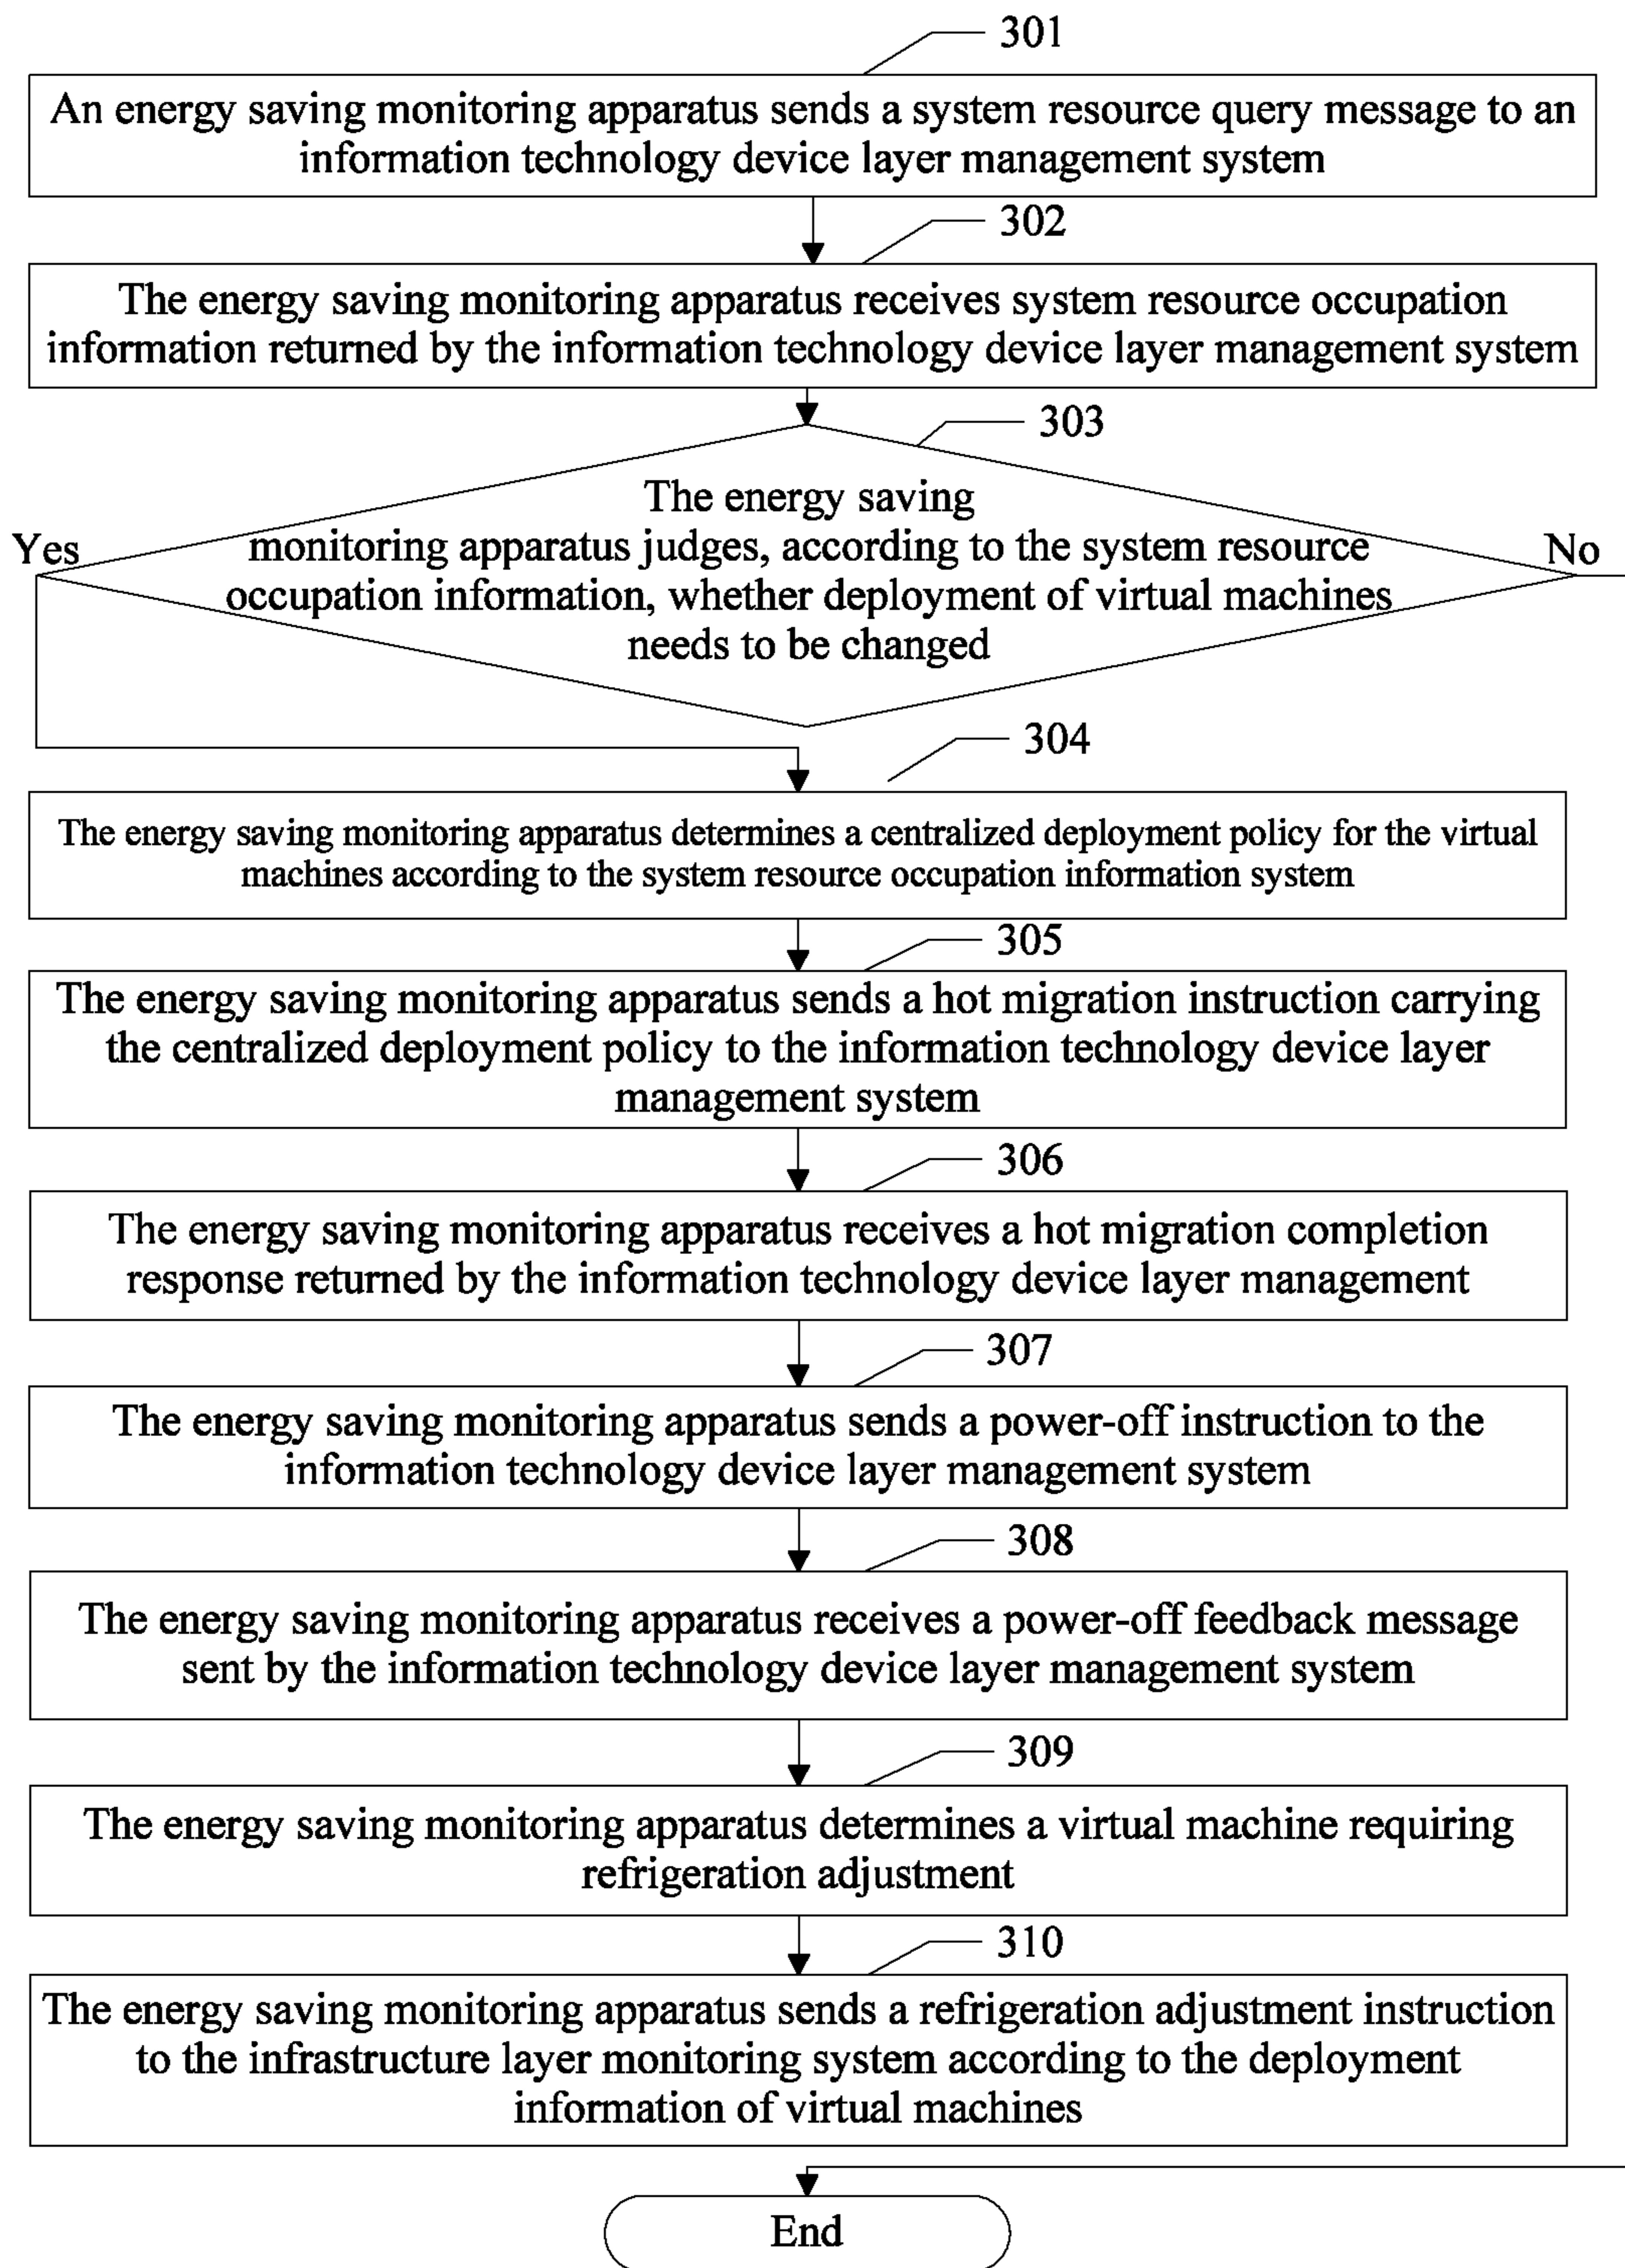 301
An energy saving monitoring apparatus sends a system resource query message to an
information technology device layer management system
302
The energy saving monitoring apparatus receives system resource occupation
information returned by the information technology device layer management system
303
The energy saving
Yes
No
monitoring apparatus judges, according to the system resource
occupation information, whether deployment of virtual machines
needs to be changed
304
The energy saving monitoring apparatus determines a centralized deployment policy for the virtual
machines according to the system resource occupation information system
305
The energy saving monitoring apparatus sends a hot migration instruction carrying
the centralized deployment policy to the information technology device layer
management system
306
The energy saving monitoring apparatus receives a hot migration completion
response returned by the information technology device layer management
307
The energy saving monitoring apparatus sends a power-off instruction to the
information technology device layer management system
308
The energy saving monitoring apparatus receives a power-off feedback message
sent by the information technology device layer management system
309
The energy saving monitoring apparatus determines a virtual machine requiring
refrigeration adjustment
310
The energy saving monitoring apparatus sends a refrigeration adjustment instruction
to the infrastructure layer monitoring system according to the deployment
information of virtual machines
End